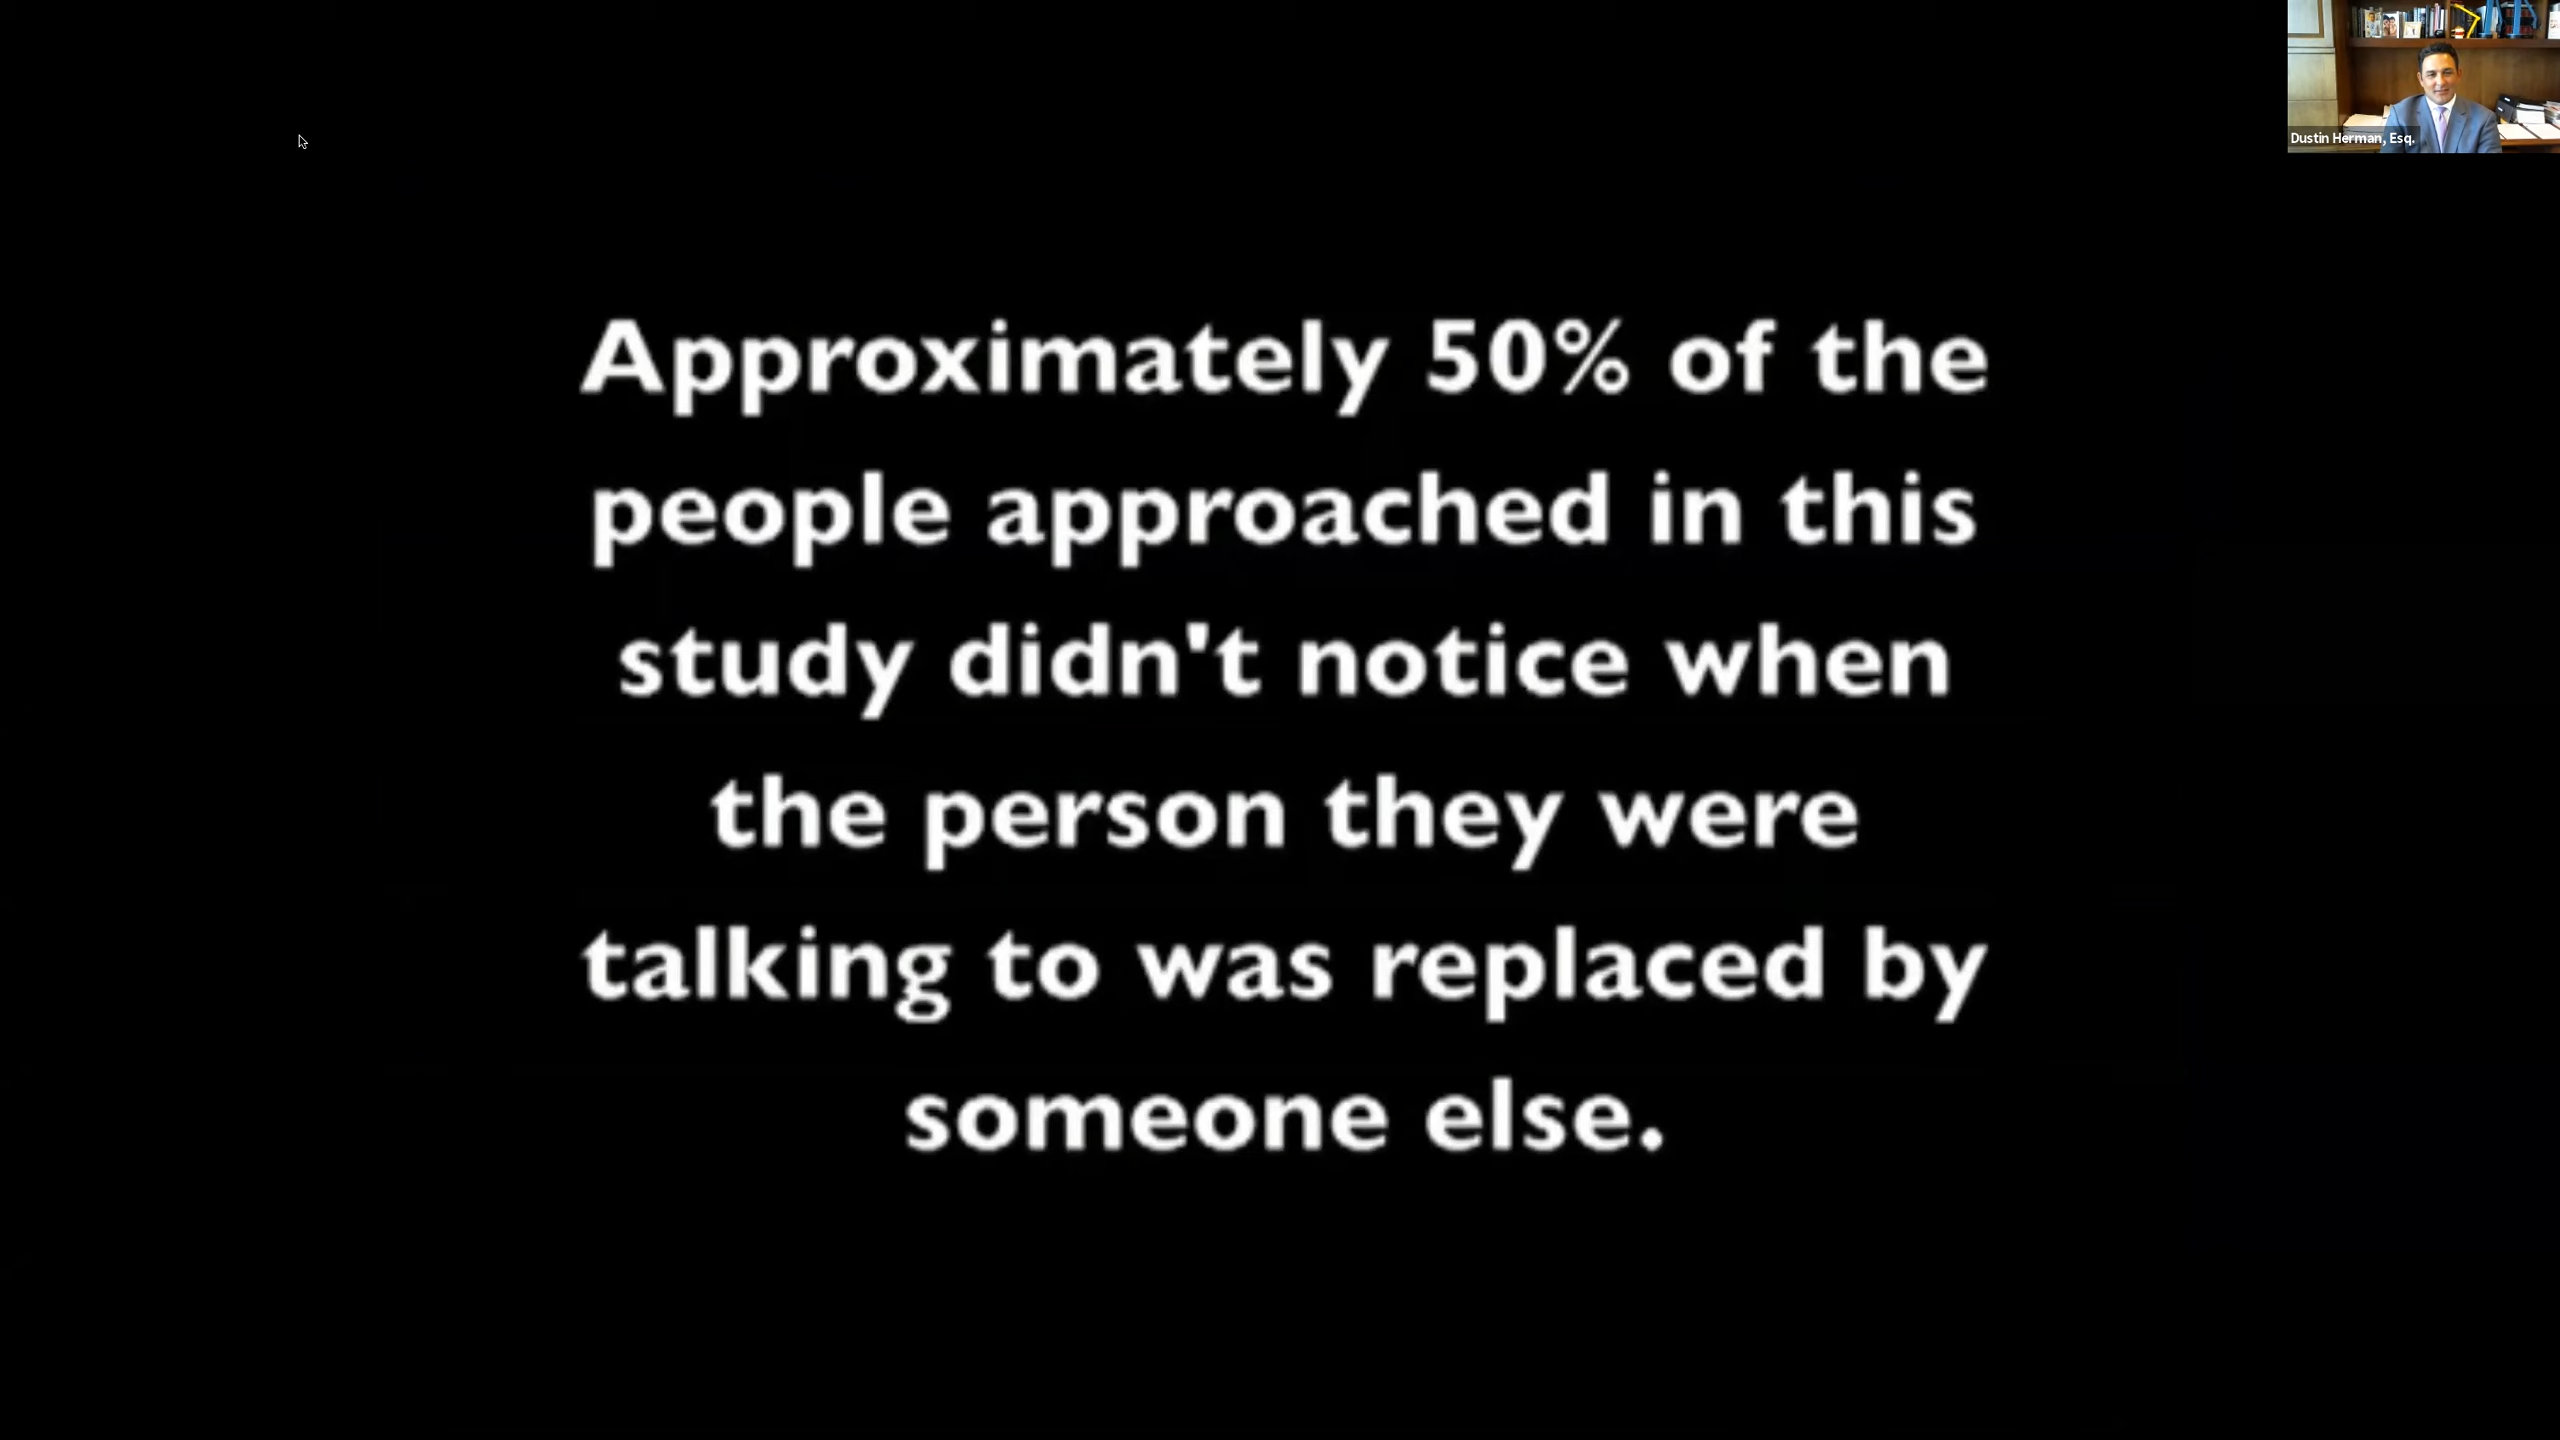 Dustin Herman, Esq.
Approximately 50% of the
people approached in this
study didn't notice when
the person they were
talking to was replaced by
someone else.